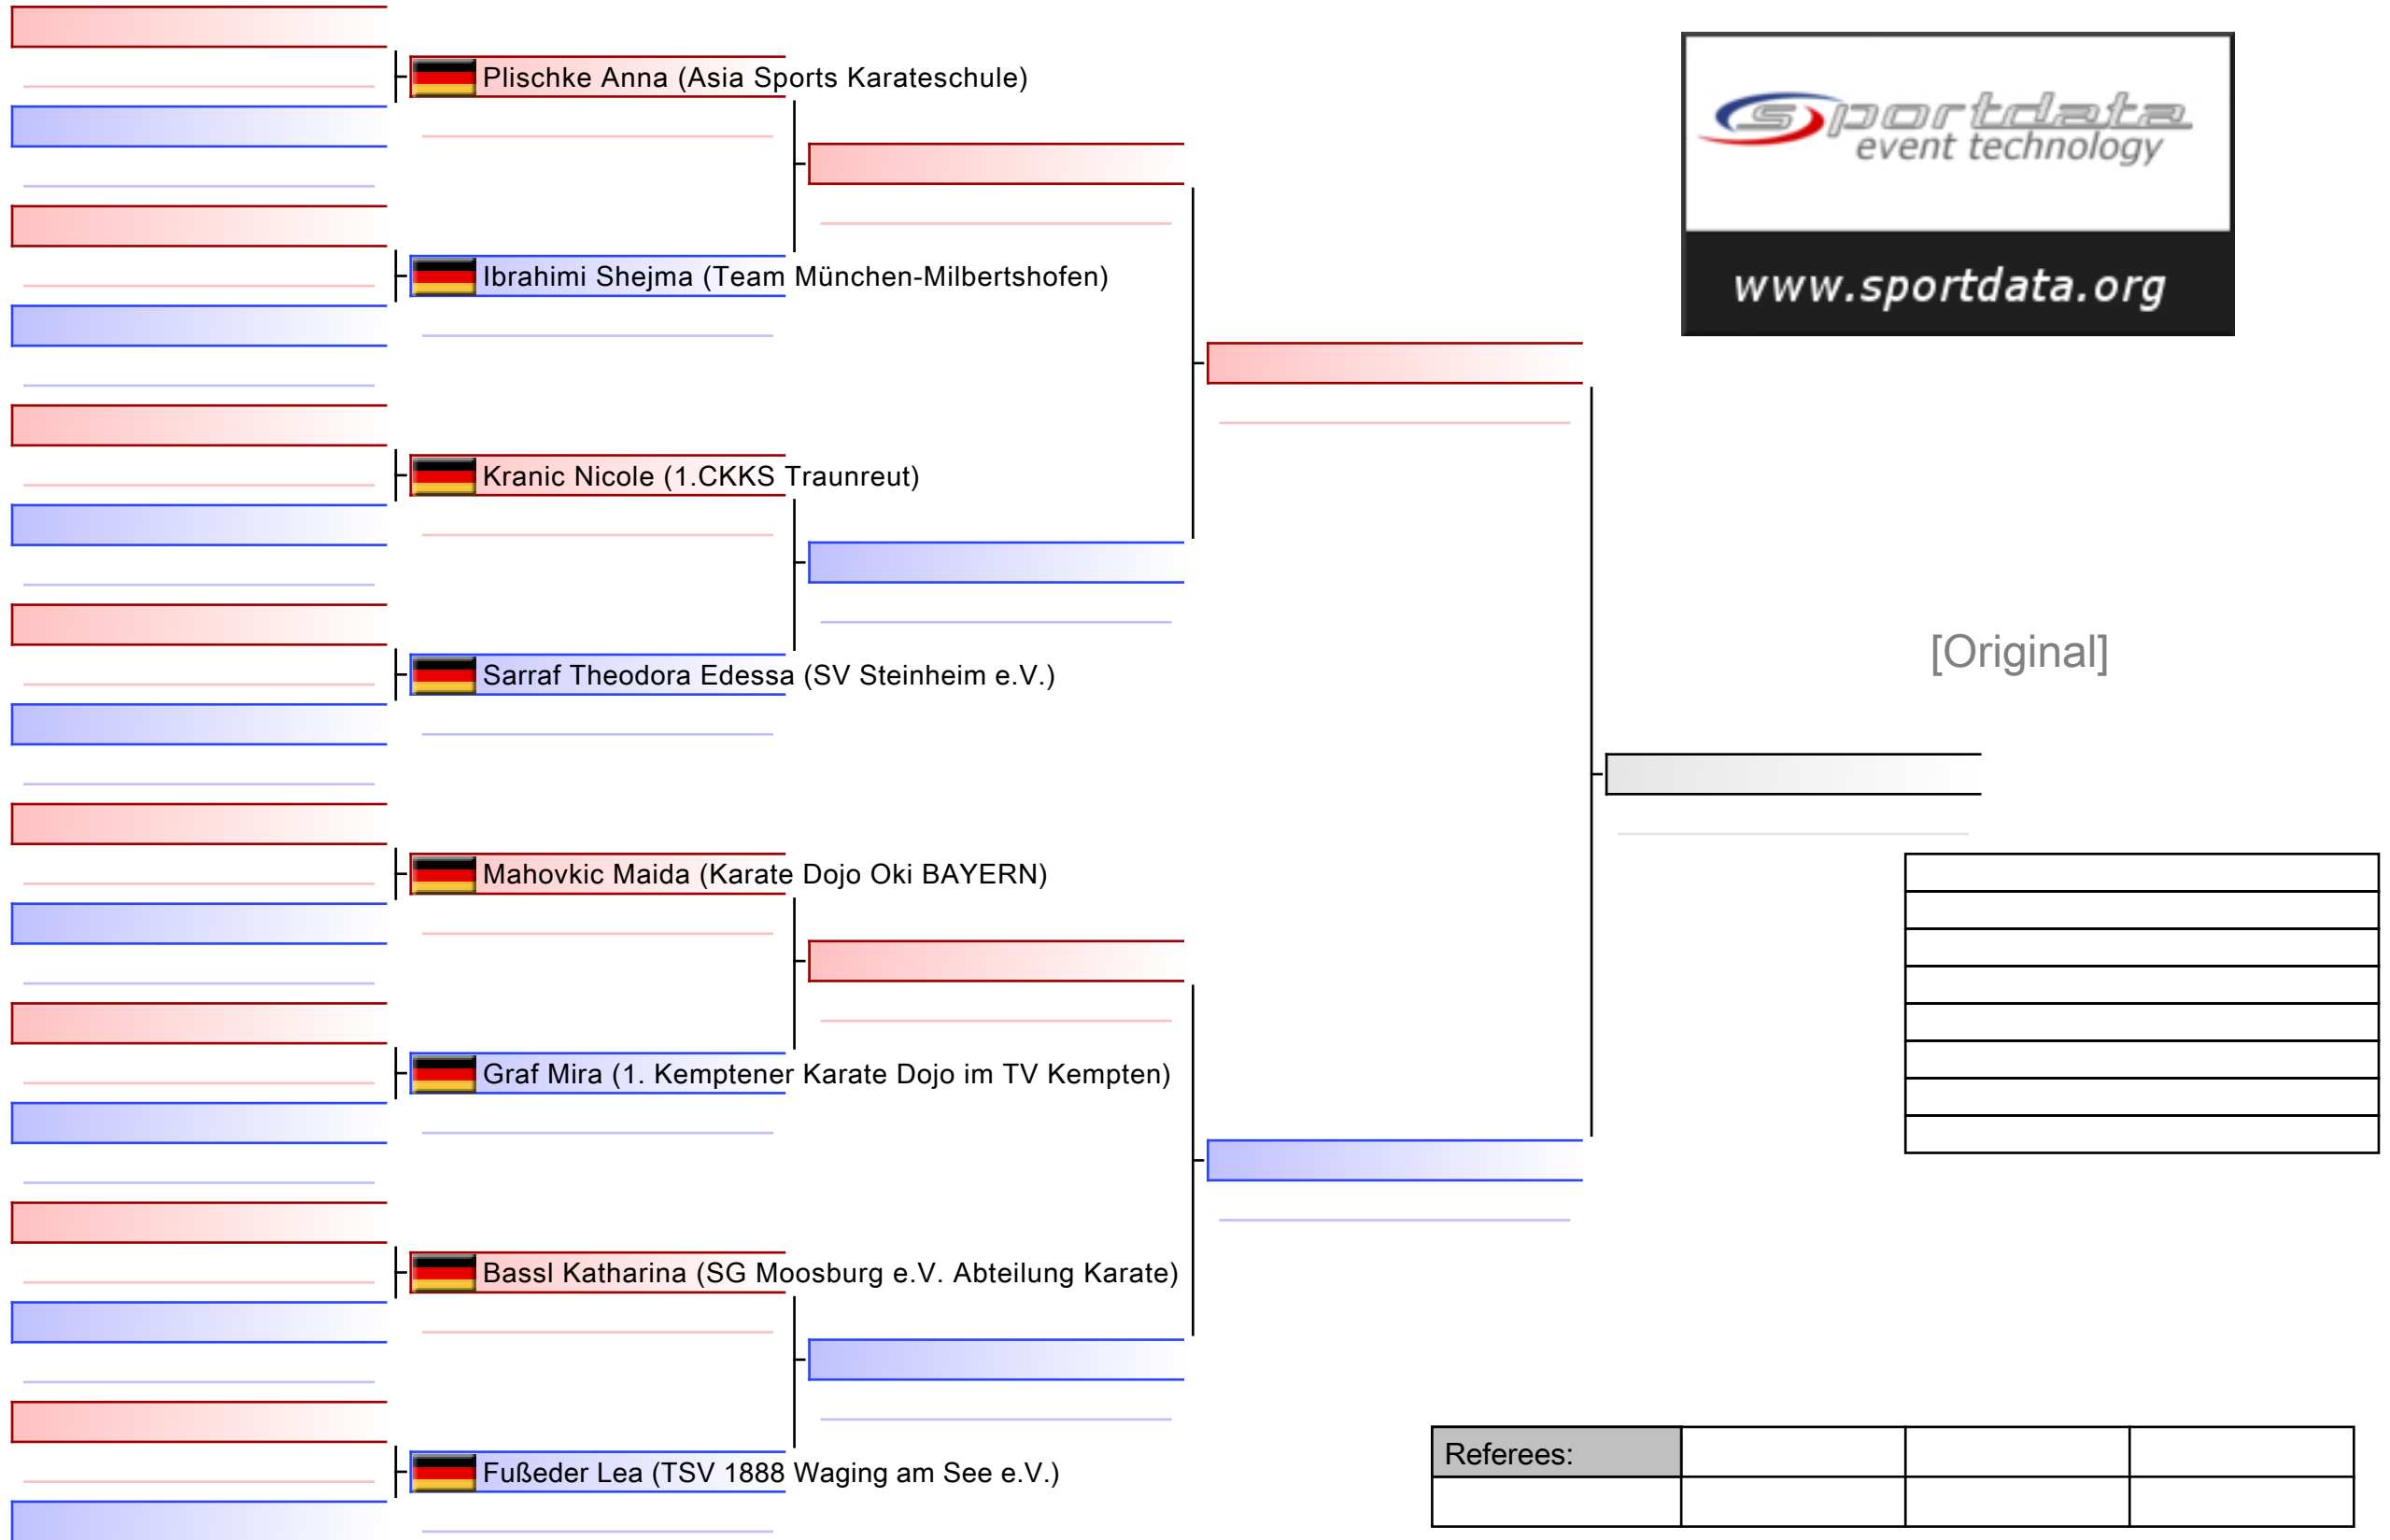 Plischke Anna (Asia Sports Karateschule)
Ibrahimi Shejma (Team München-Milbertshofen)
Kranic Nicole (1.CKKS Traunreut)
Sarraf Theodora Edessa (SV Steinheim e.V.)
Mahovkic Maida (Karate Dojo Oki BAYERN)
Graf Mira (1. Kemptener Karate Dojo im TV Kempten)
Bassl Katharina (SG Moosburg e.V. Abteilung Karate)
Fußeder Lea (TSV 1888 Waging am See e.V.)
sportdata
event technology
www.sportdata.org
[Original]
Referees: